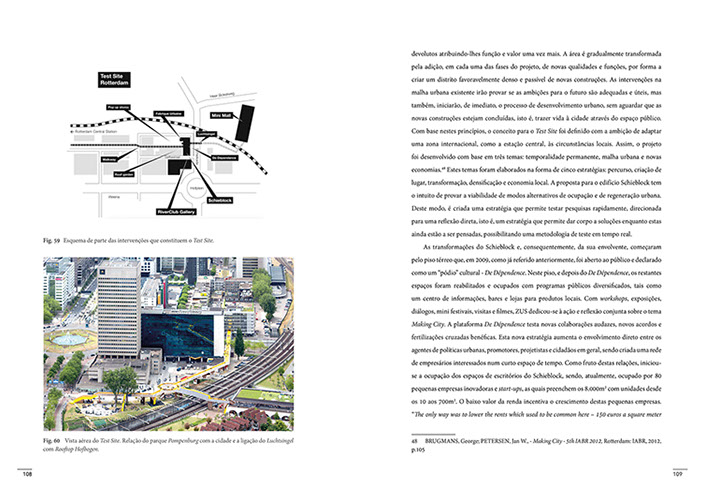 Test Site
Rotterdam
Haar Scheldweg
Pop up stores
Fabrique Urbaine
Mini Mall
Rotterdam Central Station
Luchtsingel
Walkway
De Dependance
Roof garden
Hofplein
Weena
Schieblock
RiverClub Gallery
Fig. 59 Esquema de parte das intervenções que constituem o Test Site.
Fig. 60 Vista aérea do Test Site. Relação do parque Pompenburg com a cidade e a ligação do Luchtsingel
com Rooftop Hofbogen.
108
devolutos atribuindo-lhes função e valor uma vez mais. A área é gradualmente transformada
pela adição, em cada uma das fases do projeto, de novas qualidades e funções, por forma a
criar um distrito favoravelmente denso e passível de novas construções. As intervenções na
malha urbana existente irão provar se as ambições para o futuro são adequadas e úteis, mas
também, iniciarão, de imediato, o processo de desenvolvimento urbano, sem aguardar que as
novas construções estejam concluídas, isto é, trazer vida à cidade através do espaço público.
Com base nestes princípios, o conceito para o Test Site foi definido com a ambição de adaptar
uma zona internacional, como a estação central, às circunstâncias locais. Assim, o projeto
foi desenvolvido com base em três temas: temporalidade permanente, malha urbana e novas
economias.⁴⁸ Estes temas foram elaborados na forma de cinco estratégias: percurso, criação de
lugar, transformação, densificação e economia local. A proposta para o edifício Schieblock tem
o intuito de provar a viabilidade de modos alternativos de ocupação e de regeneração urbana.
Deste modo, é criada uma estratégia que permite testar pesquisas rapidamente, direcionada
para uma reflexão direta, isto é, um estratégia que permite dar corpo a soluções enquanto estas
ainda estão a ser pensadas, possibilitando uma metodologia de teste em tempo real.
As transformações do Schieblock e, consequentemente, da sua envolvente, começaram
pelo piso térreo que, em 2009, como já referido anteriormente, foi aberto ao público e declarado
como um "pódio" cultural - De Dépendence. Neste piso, e depois do De Dépendence, os restantes
espaços foram reabilitados e ocupados com programas públicos diversificados, tais como
um centro de informações, bares e lojas para produtos locais. Com workshops, exposições,
diálogos, mini festivais, visitas e filmes, ZUS dedicou-se à ação e reflexão conjunta sobre o tema
Making City. A plataforma De Dépendence testa novas colaborações audazes, novos acordos e
fertilizações cruzadas benéficas. Esta nova estratégia aumenta o envolvimento direto entre os
agentes de políticas urbanas, promotores, projetistas e cidadãos em geral, sendo criada uma rede
de empresários interessados num curto espaço de tempo. Como fruto destas relações, iniciou-
se a ocupação dos espaços de escritórios do Schieblock, sendo, atualmente, ocupado por 80
pequenas empresas inovadoras e start-ups, as quais preenchem os 8.000m² com unidades desde
os 10 aos 700m². O baixo valor da renda incentiva o crescimento destas pequenas empresas.
"The only way was to lower the rents which used to be common here – 150 euros a square meter
48 BRUGMANS, George; PETERSEN, Jan W., - Making City - 5th IABR 2012, Rotterdam: IABR, 2012,
p.105
109